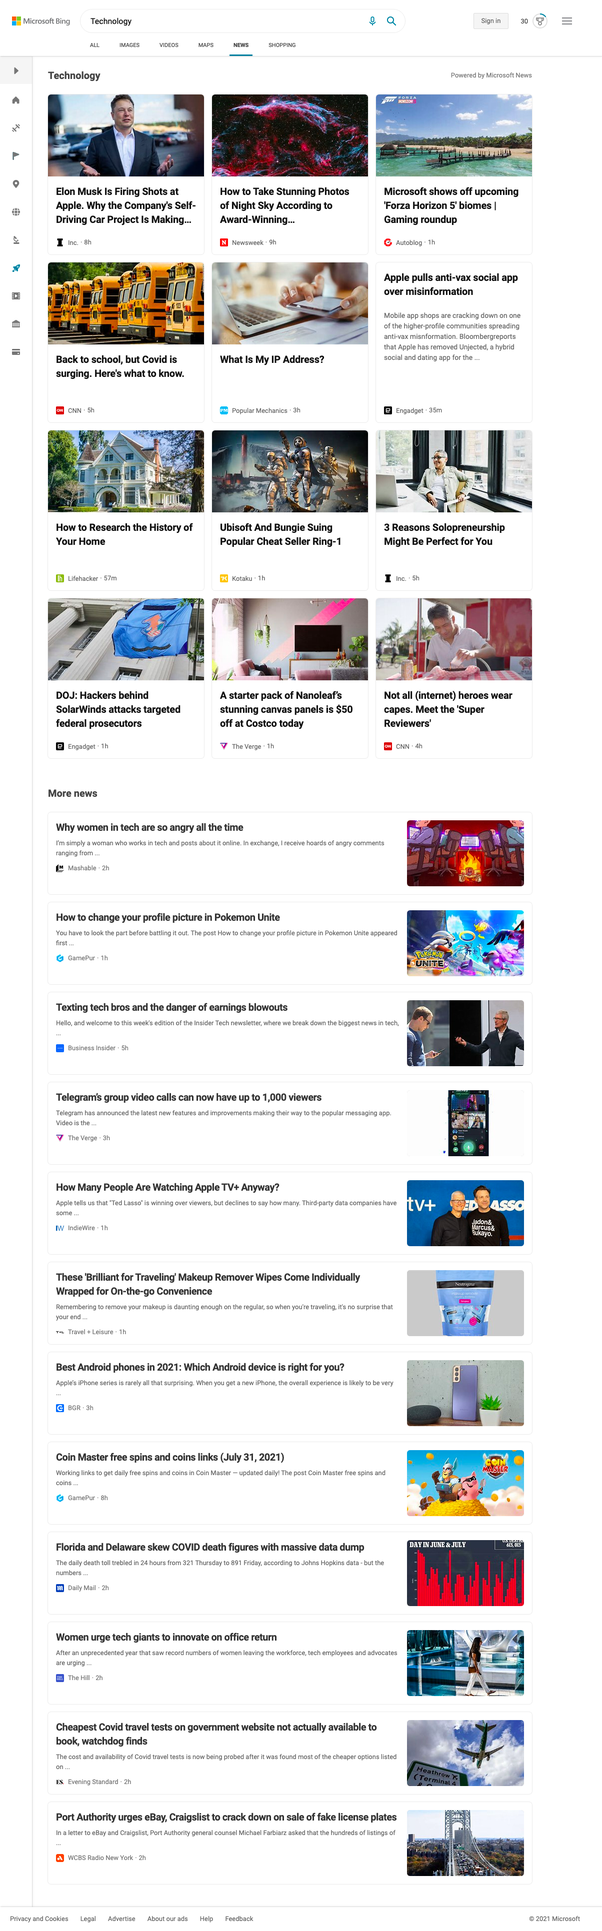 Microsoft Bing
Technology
Sign in
30
ALL IMAGES VIDEOS MAPS NEWS SHOPPING
Technology
Powered by Microsoft News
Elon Musk Is Firing Shots at
Apple. Why the Company's Self-
Driving Car Project Is Making...
Inc. · 8h
How to Take Stunning Photos
of Night Sky According to
Award-Winning...
Newsweek · 9h
FORZA
Microsoft shows off upcoming
'Forza Horizon 5' biomes |
Gaming roundup
Autoblog · 1h
Back to school, but Covid is
surging. Here's what to know.
CNN · 5h
What Is My IP Address?
Popular Mechanics · 3h
Apple pulls anti-vax social app
over misinformation
Mobile app shops are cracking down on one
of the higher-profile communities spreading
anti-vax misnformation. Bloombergreports
that Apple has removed Unjected, a hybrid
social and dating app for the ...
Engadget · 35m
How to Research the History of
Your Home
Lifehacker · 57m
Ubisoft And Bungie Suing
Popular Cheat Seller Ring-1
Kotaku · 1h
3 Reasons Solopreneurship
Might Be Perfect for You
Inc. · 5h
DOJ: Hackers behind
SolarWinds attacks targeted
federal prosecutors
Engadget · 1h
A starter pack of Nanoleaf's
stunning canvas panels is $50
off at Costco today
The Verge · 1h
Not all (internet) heroes wear
capes. Meet the 'Super
Reviewers'
CNN · 4h
More news
Why women in tech are so angry all the time
I'm simply a woman who works in tech and posts about it online. In exchange, I receive hoards of angry comments
ranging from ...
Mashable · 2h
How to change your profile picture in Pokemon Unite
You have to look the part before battling it out. The post How to change your profile picture in Pokemon Unite appeared
first ...
GamePur · 1h
POKÉMON
UNITE
Texting tech bros and the danger of earnings blowouts
Hello, and welcome to this week's edition of the Insider Tech newsletter, where we break down the biggest news in tech,
...
Business Insider · 5h
Telegram's group video calls can now have up to 1,000 viewers
Telegram has announced the latest new features and improvements making their way to the popular messaging app.
Video is the ...
The Verge · 3h
How Many People Are Watching Apple TV+ Anyway?
Apple tells us that "Ted Lasso" is winning over viewers, but declines to say how many. Third-party data companies have
some ...
IndieWire · 1h
tv+
ED LASSO
Jadon&
Marcus&
Bukayo.
These 'Brilliant for Traveling' Makeup Remover Wipes Come Individually
Wrapped for On-the-go Convenience
Remembering to remove your makeup is daunting enough on the regular, so when you're traveling, it's no surprise that
your end ...
Travel + Leisure · 1h
Neutrogena
Best Android phones in 2021: Which Android device is right for you?
Apple's iPhone series is rarely all that surprising. When you get a new iPhone, the overall experience is likely to be very
...
BGR · 3h
Coin Master free spins and coins links (July 31, 2021)
Working links to get daily free spins and coins in Coin Master — updated daily! The post Coin Master free spins and
coins ...
GamePur · 8h
COIN
MASTER
Florida and Delaware skew COVID death figures with massive data dump
The daily death toll trebled in 24 hours from 321 Thursday to 891 Friday, according to Johns Hopkins data - but the
numbers ...
Daily Mail · 2h
DAY IN JUNE & JULY
Women urge tech giants to innovate on office return
After an unprecedented year that saw record numbers of women leaving the workforce, tech employees and advocates
are urging ...
The Hill · 2h
Cheapest Covid travel tests on government website not actually available to
book, watchdog finds
The cost and availability of Covid travel tests is now being probed after it was found most of the cheaper options listed
on ...
Evening Standard · 2h
Heathrow
(Terminal
Port Authority urges eBay, Craigslist to crack down on sale of fake license plates
In a letter to eBay and Craigslist, Port Authority general counsel Michael Farbiarz asked that the hundreds of listings of
...
WCBS Radio New York · 2h
Privacy and Cookies Legal Advertise About our ads Help Feedback
© 2021 Microsoft